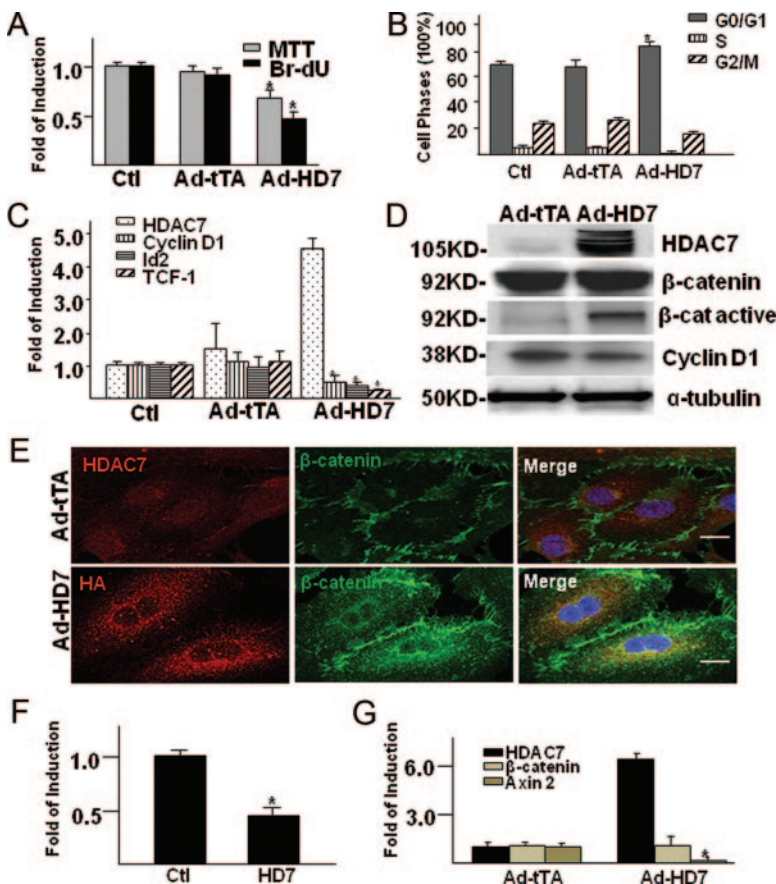 A
Fold of Induction
1.0
0.5
MTT
Br-dU
*
*
Ctl Ad-tTA Ad-HD7
B
Cell Phases (100%)
100
80
60
40
20
G0/G1
S
G2/M
*
Ctl Ad-tTA Ad-HD7
C
Fold of Induction
5.0
4.0
2.0
1.0
HDAC7
Cyclin D1
Id2
TCF-1
* * *
Ctl Ad-tTA Ad-HD7
D
Ad-tTA Ad-HD7
105KD- HDAC7
92KD- β-catenin
92KD- β-cat active
38KD- Cyclin D1
50KD- α-tubulin
E
Ad-tTA
HDAC7 β-catenin Merge
Ad-HD7
HA β-catenin Merge
F
Fold of Induction
1.0
0.5
*
Ctl HD7
G
Fold of Induction
6.0
3.0
HDAC7
β-catenin
Axin 2
*
Ad-tTA Ad-HD7